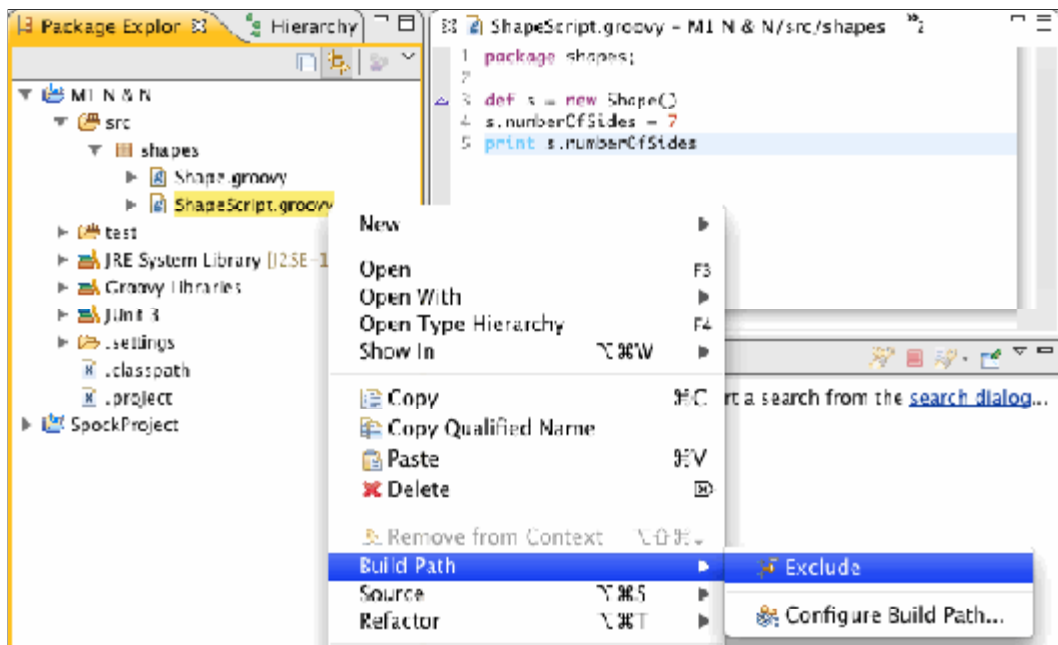 Package Explor
Hierarchy
M1 N & N
src
shapes
Shape.groovy
ShapeScript.groovy
test
JRE System Library [J2SE-1
Groovy Libraries
JUnit 3
.settings
.classpath
.project
SpockProject
ShapeScript.groovy - M1 N & N/src/shapes "2
1 package shapes;
2
3 def s = new Shape()
4 s.numberOfSides = 7
5 print s.numberOfSides
rt a search from the search dialog...
New
Open F3
Open With
Open Type Hierarchy F4
Show In ⌥⌘W
Copy ⌘C
Copy Qualified Name
Paste ⌘V
Delete ⌦
Remove from Context ⌥⇧⌘↓
Build Path
Source ⌥⌘S
Refactor ⌥⌘T
Exclude
Configure Build Path...